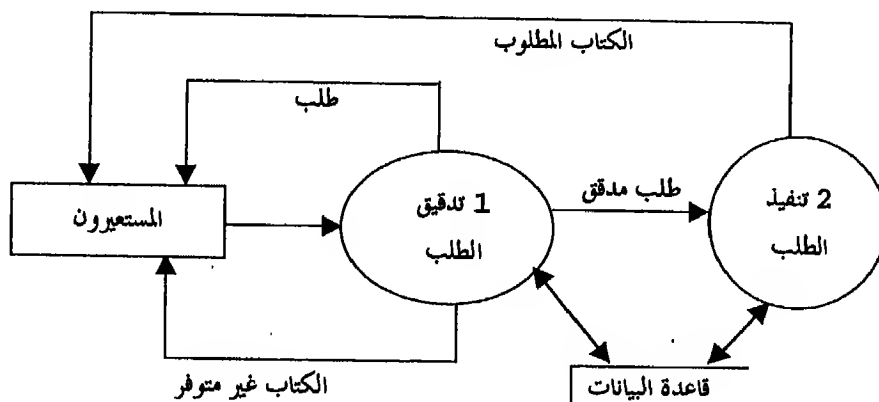 الكتاب المطلوب
طلب
المستعيرون
1 تدقيق
الطلب
طلب مدقق
2 تنفيذ
الطلب
الكتاب غير متوفر
قاعدة البيانات